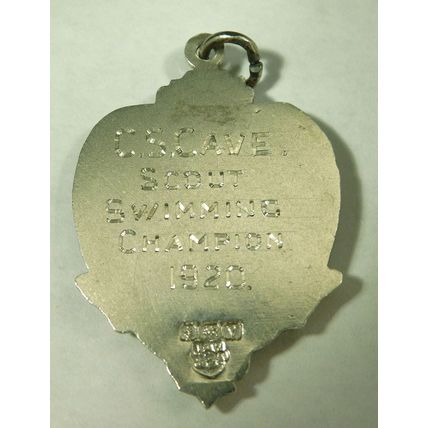 C.S.CAVE.
SCOUT
SWIMMING
CHAMPION
1920.